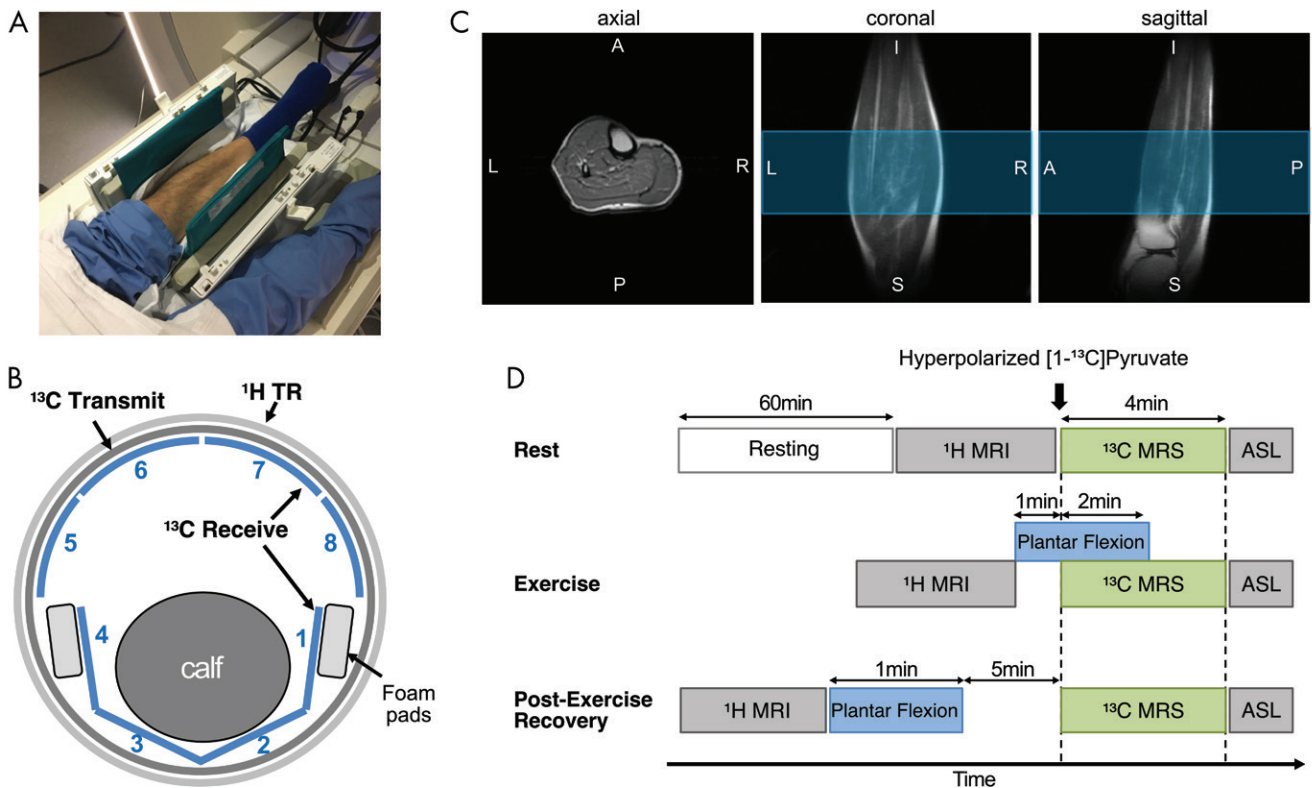 A
B
¹³C Transmit
¹H TR
6
7
¹³C Receive
5
8
4
1
calf
Foam
pads
3
2
C
axial
coronal
sagittal
A
I
I
L
R
L
R
A
P
P
S
S
D
Hyperpolarized [1-¹³C]Pyruvate
60min
4min
Rest
Resting
¹H MRI
¹³C MRS
ASL
1min
2min
Plantar Flexion
Exercise
¹H MRI
¹³C MRS
ASL
1min
5min
Post-Exercise
Recovery
¹H MRI
Plantar Flexion
¹³C MRS
ASL
Time